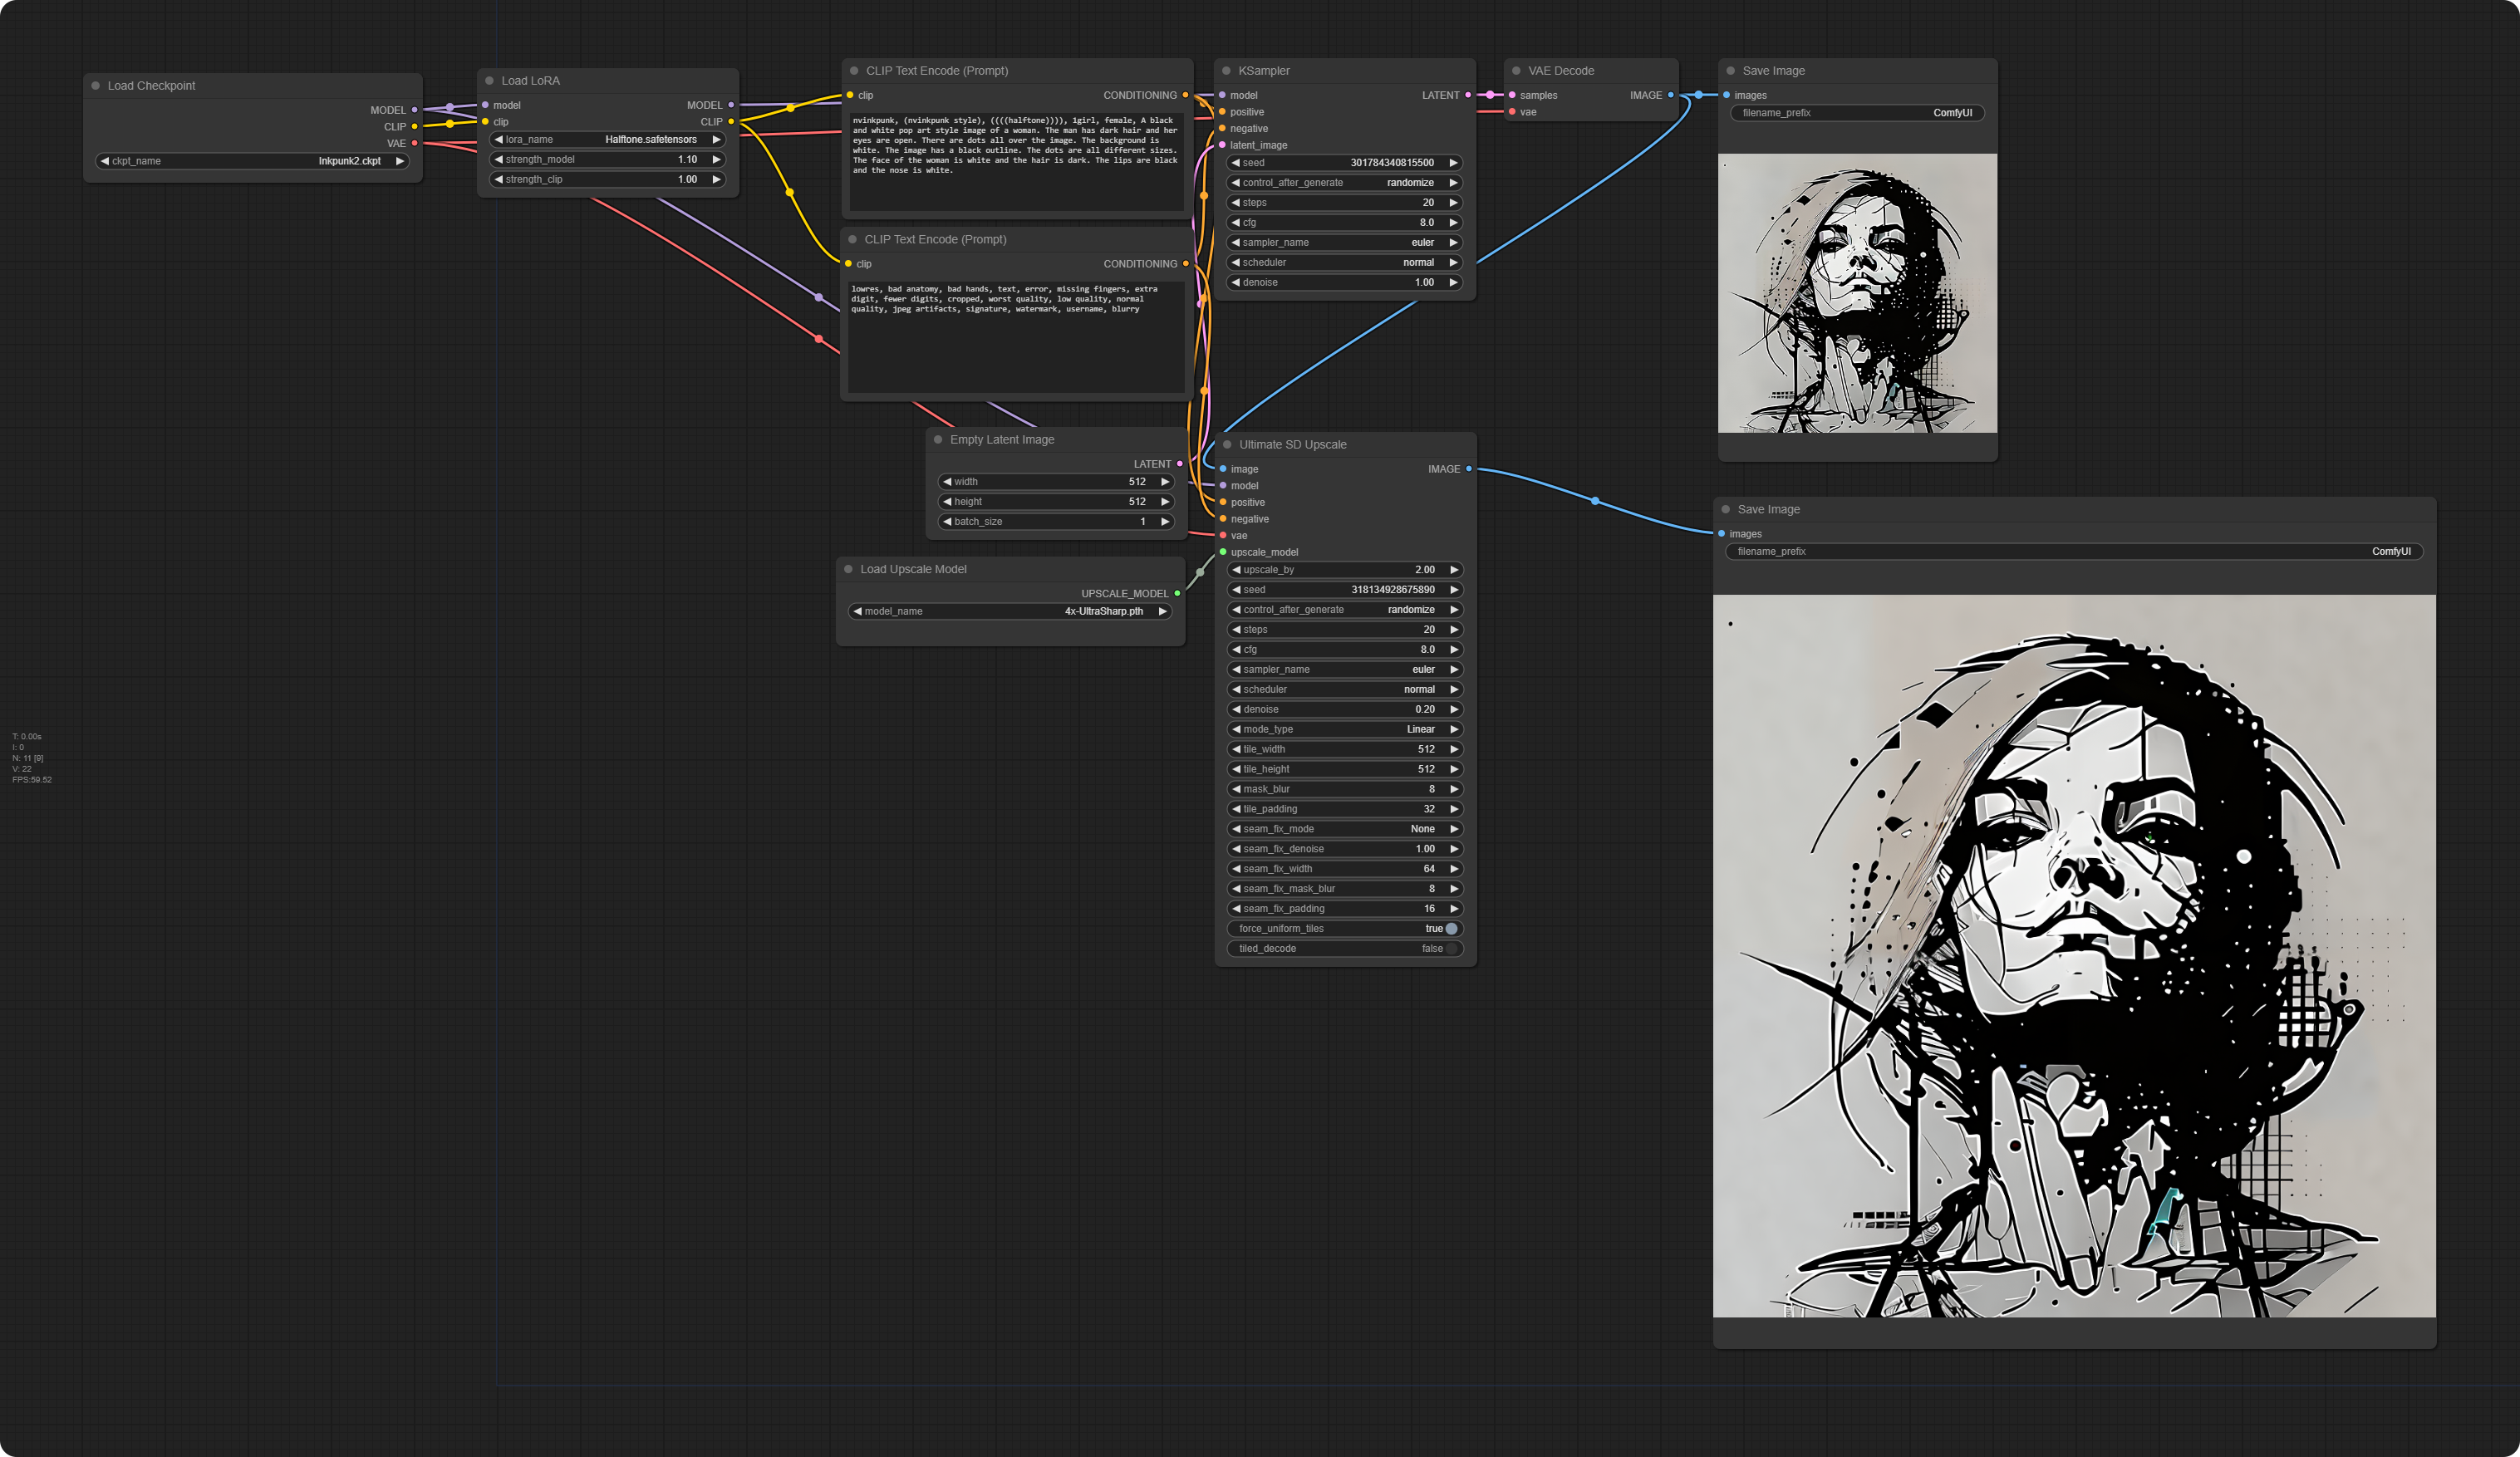 Load Checkpoint
MODEL
CLIP
VAE
ckpt_name Inkpunk2.ckpt
Load LoRA
model MODEL
clip CLIP
lora_name Halftone.safetensors
strength_model 1.10
strength_clip 1.00
CLIP Text Encode (Prompt)
clip CONDITIONING
nvinkpunk, (nvinkpunk style), ((((halftone)))), 1girl, female, A black
and white pop art style image of a woman. The man has dark hair and her
eyes are open. There are dots all over the image. The background is
white. The image has a black outline. The dots are all different sizes.
The face of the woman is white and the hair is dark. The lips are black
and the nose is white.
CLIP Text Encode (Prompt)
clip CONDITIONING
lowres, bad anatomy, bad hands, text, error, missing fingers, extra
digit, fewer digits, cropped, worst quality, low quality, normal
quality, jpeg artifacts, signature, watermark, username, blurry
Empty Latent Image
LATENT
width 512
height 512
batch_size 1
Load Upscale Model
UPSCALE_MODEL
model_name 4x-UltraSharp.pth
KSampler
model LATENT
positive
negative
latent_image
seed 301784340815500
control_after_generate randomize
steps 20
cfg 8.0
sampler_name euler
scheduler normal
denoise 1.00
VAE Decode
samples IMAGE
vae
Save Image
images
filename_prefix ComfyUI
Ultimate SD Upscale
image IMAGE
model
positive
negative
vae
upscale_model
upscale_by 2.00
seed 318134928675890
control_after_generate randomize
steps 20
cfg 8.0
sampler_name euler
scheduler normal
denoise 0.20
mode_type Linear
tile_width 512
tile_height 512
mask_blur 8
tile_padding 32
seam_fix_mode None
seam_fix_denoise 1.00
seam_fix_width 64
seam_fix_mask_blur 8
seam_fix_padding 16
force_uniform_tiles true
tiled_decode false
Save Image
images
filename_prefix ComfyUI
T: 0.00s
I: 0
N: 11 [9]
V: 22
FPS:59.52